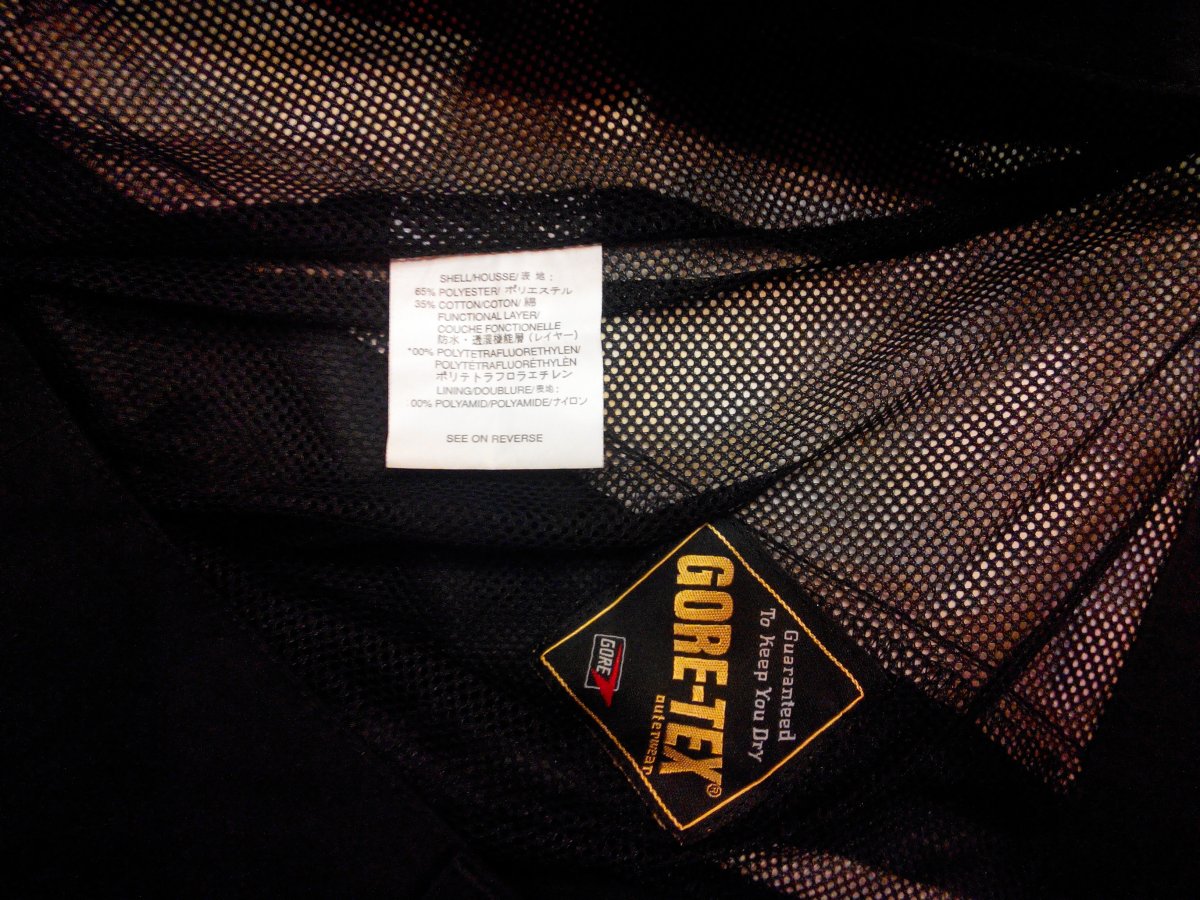 SHELL/HOUSSE/表 地 :
65% POLYESTER/ ポリエステル
35% COTTON/COTON/ 綿
FUNCTIONAL LAYER/
COUCHE FONCTIONELLE
防水・透湿機能層 (レイヤー)
100% POLYTETRAFLUORETHYLEN/
POLYTETRAFLUORÉTHYLÈN
ポリテトラフロラエチレン
LINING/DOUBLURE/表地:
00% POLYAMID/POLYAMIDE/ナイロン
SEE ON REVERSE
Guaranteed
To Keep You Dry
GORE-TEX®
outerwear
GORE